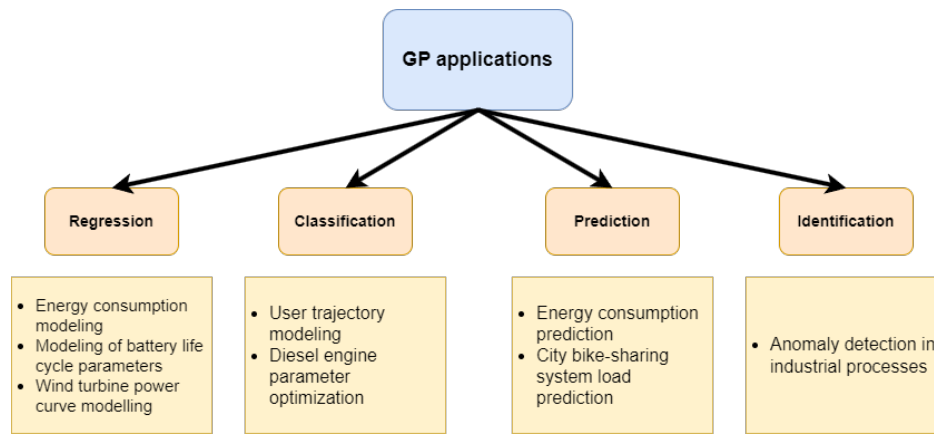 GP applications
Regression
Classification
Prediction
Identification
• Energy consumption
modeling
• Modeling of battery life
cycle parameters
• Wind turbine power
curve modelling
• User trajectory
modeling
• Diesel engine
parameter
optimization
• Energy consumption
prediction
• City bike-sharing
system load
prediction
• Anomaly detection in
industrial processes